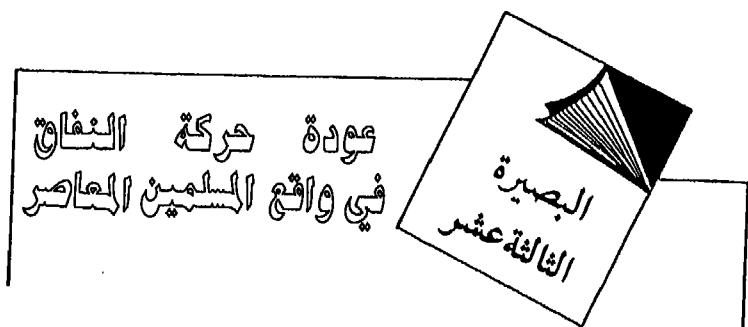 البصيرة
الثالثة عشر
عودة حركة النفاق
في واقع المسلمين المعاصر